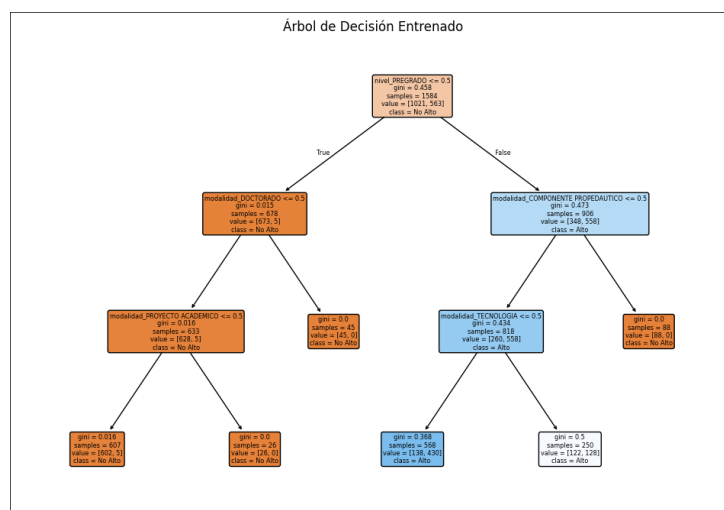 Árbol de Decisión Entrenado
nivel_PREGRADO <= 0.5
gini = 0.458
samples = 1584
value = [1021, 563]
class = No Alto
True
False
modalidad_DOCTORADO <= 0.5
gini = 0.015
samples = 678
value = [673, 5]
class = No Alto
modalidad_COMPONENTE PROPEDAUTICO <= 0.5
gini = 0.473
samples = 906
value = [348, 558]
class = Alto
modalidad_PROYECTO ACADEMICO <= 0.5
gini = 0.016
samples = 633
value = [628, 5]
class = No Alto
gini = 0.0
samples = 45
value = [45, 0]
class = No Alto
modalidad_TECNOLOGIA <= 0.5
gini = 0.434
samples = 818
value = [260, 558]
class = Alto
gini = 0.0
samples = 88
value = [88, 0]
class = No Alto
gini = 0.016
samples = 607
value = [602, 5]
class = No Alto
gini = 0.0
samples = 26
value = [26, 0]
class = No Alto
gini = 0.368
samples = 568
value = [138, 430]
class = Alto
gini = 0.5
samples = 250
value = [122, 128]
class = Alto